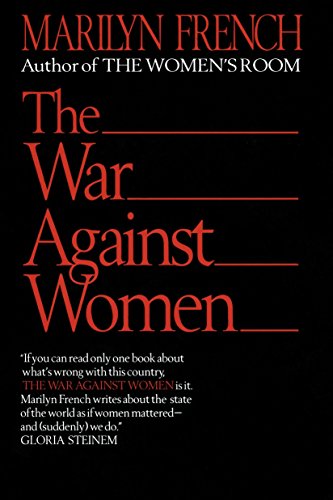 MARILYN FRENCH
Author of THE WOMEN'S ROOM
The
War
Against
Women
"If you can read only one book about
what's wrong with this country,
THE WAR AGAINST WOMEN is it.
Marilyn French writes about the state
of the world as if women mattered—
and (suddenly) we do."
GLORIA STEINEM